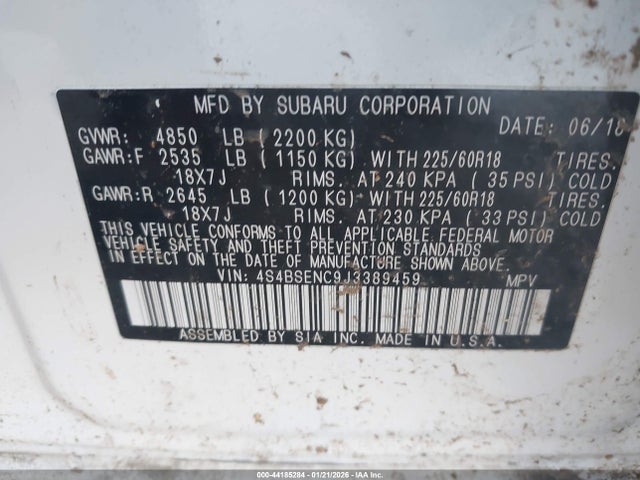 MFD BY SUBARU CORPORATION
DATE: 06/18
GVWR: 4850 LB (2200 KG)
GAWR:F 2535 LB (1150 KG) WITH 225/60R18 TIRES.
18X7J RIMS. AT 240 KPA (35 PSI) COLD
GAWR:R 2645 LB (1200 KG) WITH 225/60R18 TIRES.
18X7J RIMS. AT 230 KPA (33 PSI) COLD
THIS VEHICLE CONFORMS TO ALL APPLICABLE FEDERAL MOTOR
VEHICLE SAFETY AND THEFT PREVENTION STANDARDS
IN EFFECT ON THE DATE OF MANUFACTURE SHOWN ABOVE.
VIN: 4S4BSENC9J3389459 MPV
ASSEMBLED BY SIA INC. MADE IN U.S.A.
000-44185284 - 01/21/2026 - IAAI.COM